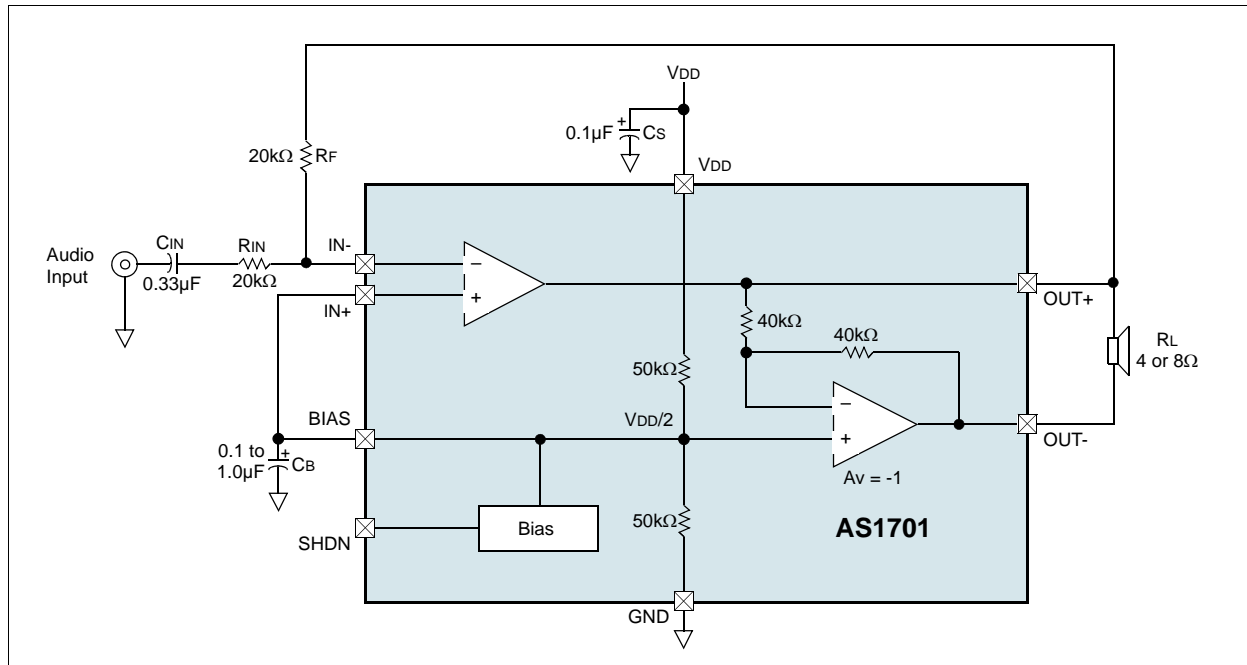 VDD
0.1µF
+
CS
20kΩ
RF
VDD
Audio
Input
CIN
0.33µF
RIN
20kΩ
IN-
IN+
−
+
OUT+
40kΩ
40kΩ
50kΩ
RL
4 or 8Ω
BIAS
VDD/2
−
+
OUT-
0.1 to
1.0µF
+
CB
Av = -1
SHDN
Bias
50kΩ
AS1701
GND